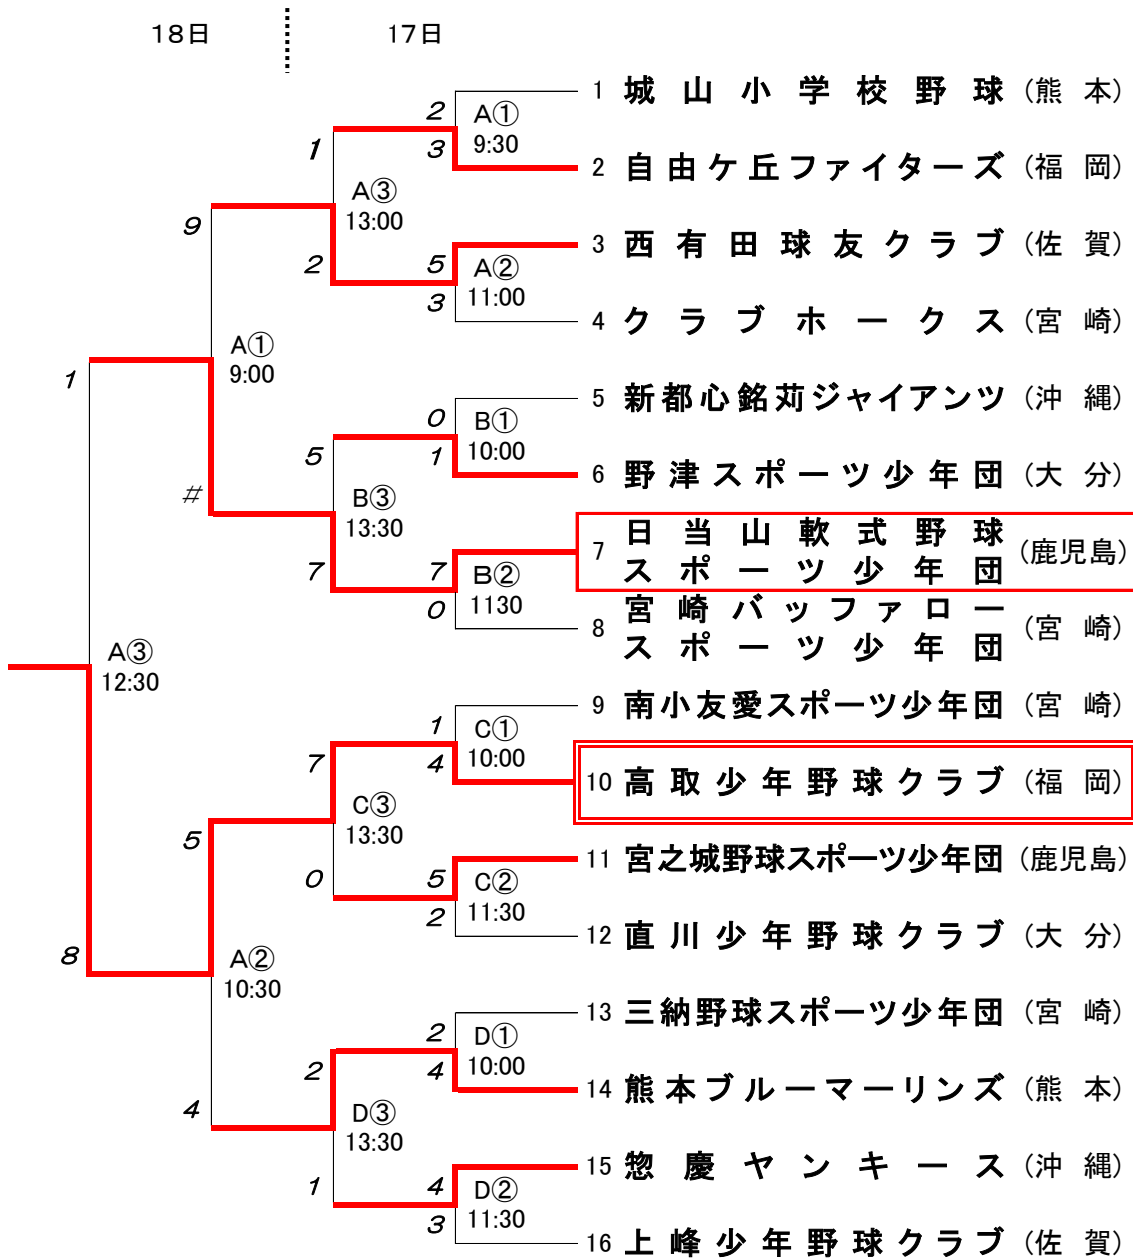 18日 17日
1 城山小学校野球 (熊本)
2 A① 
9:30
3
1
2 自由ケ丘ファイターズ (福岡)
A③
13:00
9
3 西有田球友クラブ (佐賀)
2 5 A②
11:00
3
4 クラブホークス (宮崎)
A①
9:00
1
5 新都心銘苅ジャイアンツ (沖縄)
0 B①
10:00
5 1
6 野津スポーツ少年団 (大分)
#
B③
13:30
7 日当山軟式野球
スポーツ少年団 (鹿児島)
7 7 B②
1130
0
8 宮崎バッファロー
スポーツ少年団 (宮崎)
A③
12:30
9 南小友愛スポーツ少年団 (宮崎)
1 C①
10:00
7 4
10 高取少年野球クラブ (福岡)
C③
13:30
5
11 宮之城野球スポーツ少年団 (鹿児島)
0 5 C②
11:30
2
12 直川少年野球クラブ (大分)
8
A②
10:30
13 三納野球スポーツ少年団 (宮崎)
2 D①
10:00
2 4
14 熊本ブルーマーリンズ (熊本)
4
D③
13:30
15 惣慶ヤンキース (沖縄)
1 4 D②
11:30
3
16 上峰少年野球クラブ (佐賀)